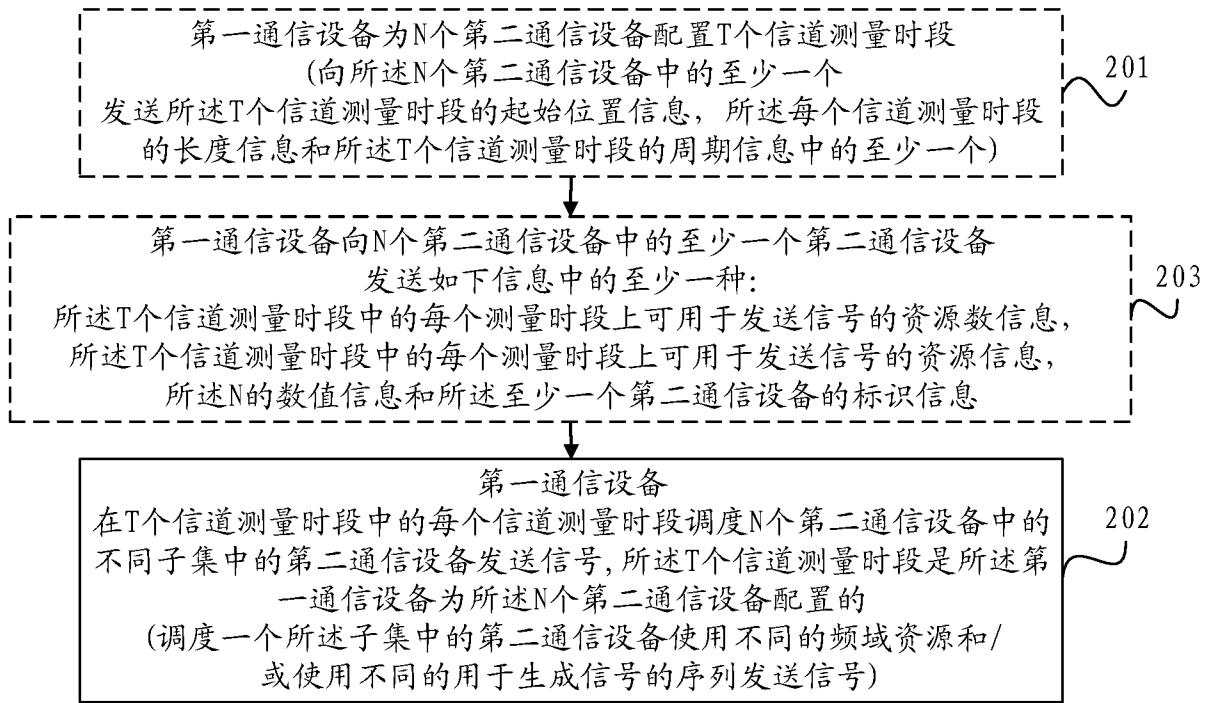 第一通信设备为N个第二通信设备配置T个信道测量时段
(向所述N个第二通信设备中的至少一个
发送所述T个信道测量时段的起始位置信息，所述每个信道测量时段
的长度信息和所述T个信道测量时段的周期信息中的至少一个)
201
第一通信设备向N个第二通信设备中的至少一个第二通信设备
发送如下信息中的至少一种：
所述T个信道测量时段中的每个测量时段上可用于发送信号的资源数信息，
所述T个信道测量时段中的每个测量时段上可用于发送信号的资源信息，
所述N的数值信息和所述至少一个第二通信设备的标识信息
203
第一通信设备
在T个信道测量时段中的每个信道测量时段调度N个第二通信设备中的
不同子集中的第二通信设备发送信号,所述T个信道测量时段是所述第
一通信设备为所述N个第二通信设备配置的
(调度一个所述子集中的第二通信设备使用不同的频域资源和/
或使用不同的用于生成信号的序列发送信号)
202